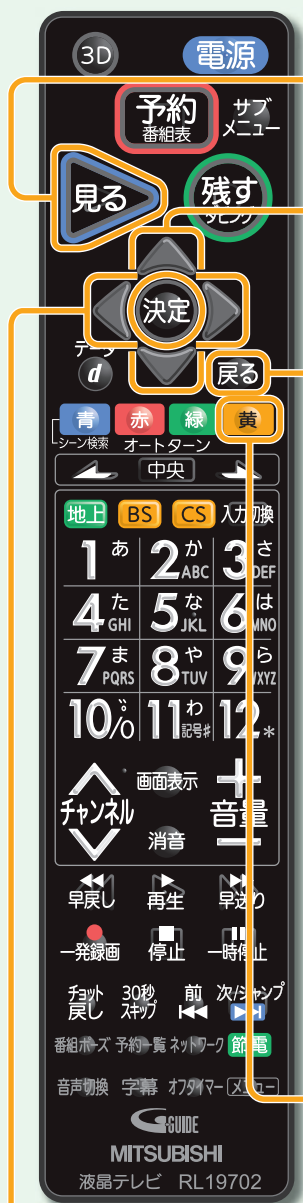 3D 電源
予約
番組表
サブ
メニュー
見る
残す
ダビング
決定
データ
d
戻る
青 赤 緑 黄
シーン検索 オートターン
中央
地上 BS CS 入力切換
1 あ 2 か ABC 3 さ DEF
4 た GHI 5 な JKL 6 は MNO
7 ま PQRS 8 や TUV 9 ら WXYZ
10/0 ゛゜ 11 わ 記号# 12 *
チャンネル 画面表示 + 音量 −
消音
早戻し 再生 早送り
一発録画 停止 一時停止
チョット戻し 30秒スキップ 前 次/ジャンプ
番組ポーズ 予約一覧 ネットワーク 節電
音声切換 字幕 オフタイマー メニュー
G-GUIDE
MITSUBISHI
液晶テレビ RL19702